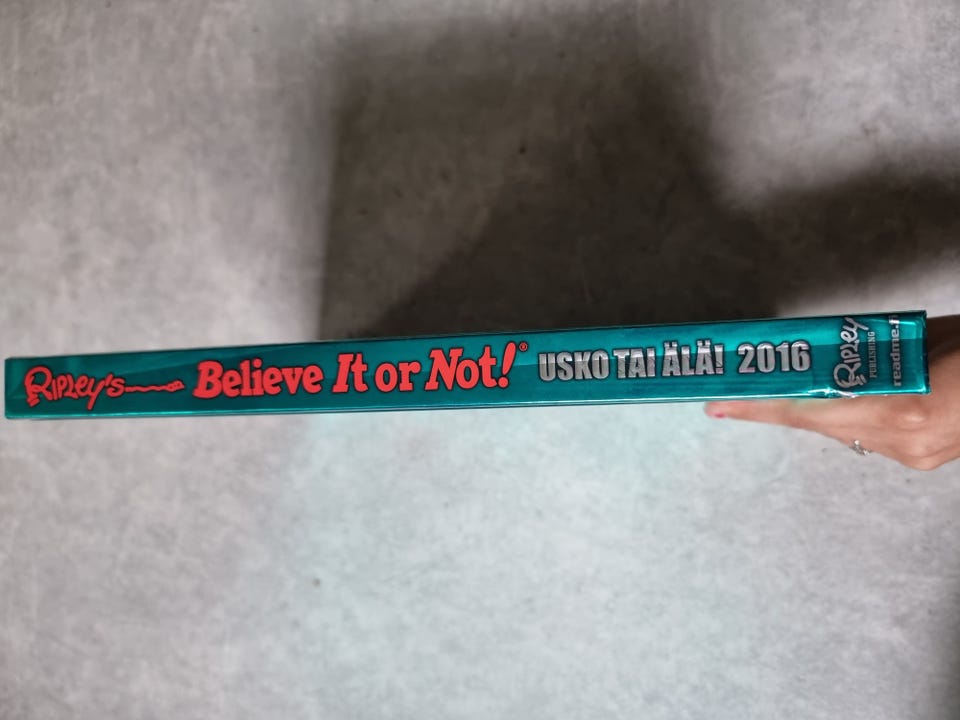 Ripley's Believe It or Not!® USKO TAI ÄLÄ! 2016
Ripley
PUBLISHING
readme.fi